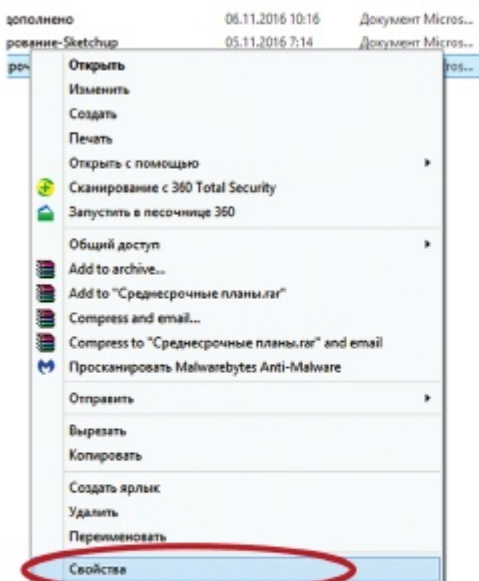 дополнено 06.11.2016 10:16 Документ Micros...
рование-Sketchup 05.11.2016 7:14 Документ Micros...
роч ros...
Открыть
Изменить
Создать
Печать
Открыть с помощью
Сканирование с 360 Total Security
Запустить в песочнице 360
Общий доступ
Add to archive...
Add to "Среднесрочные планы.rar"
Compress and email...
Compress to "Среднесрочные планы.rar" and email
Просканировать Malwarebytes Anti-Malware
Отправить
Вырезать
Копировать
Создать ярлык
Удалить
Переименовать
Свойства